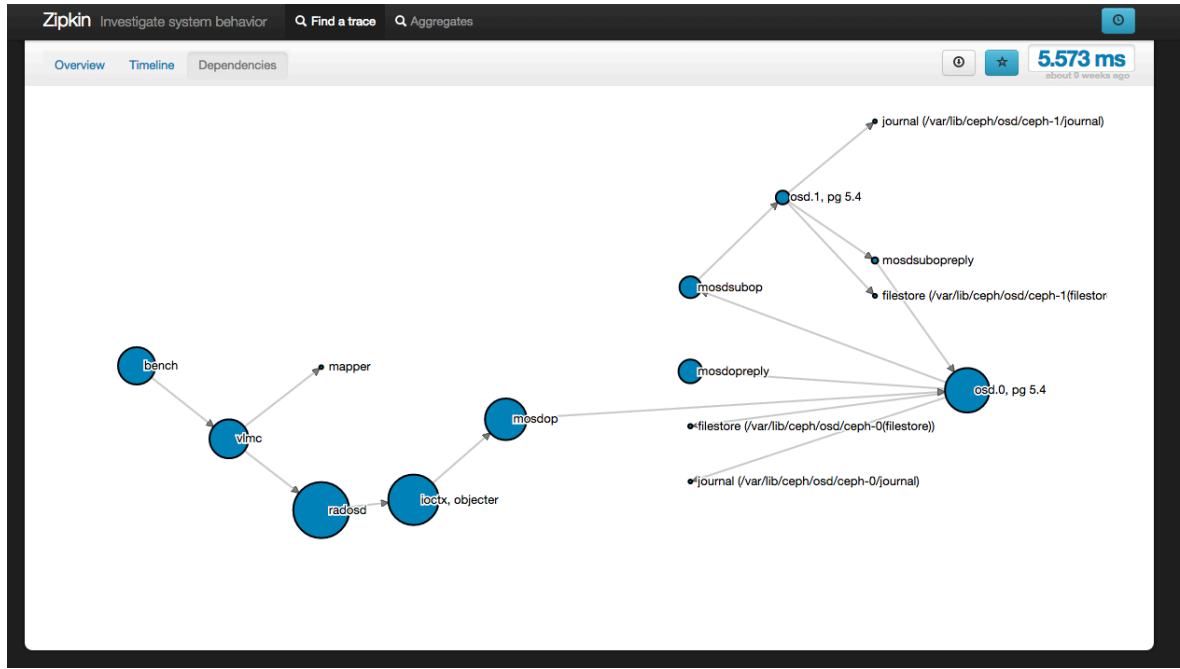 Zipkin Investigate system behavior Find a trace Aggregates
Overview Timeline Dependencies 5.573 ms
about 9 weeks ago
journal (/var/lib/ceph/osd/ceph-1/journal)
osd.1, pg 5.4
mosdsubopreply
mosdsubop
filestore (/var/lib/ceph/osd/ceph-1(filestor
bench
mapper
mosdopreply
osd.0, pg 5.4
mosdop
filestore (/var/lib/ceph/osd/ceph-0(filestore))
vlmc
journal (/var/lib/ceph/osd/ceph-0/journal)
ioctx, objecter
radosd